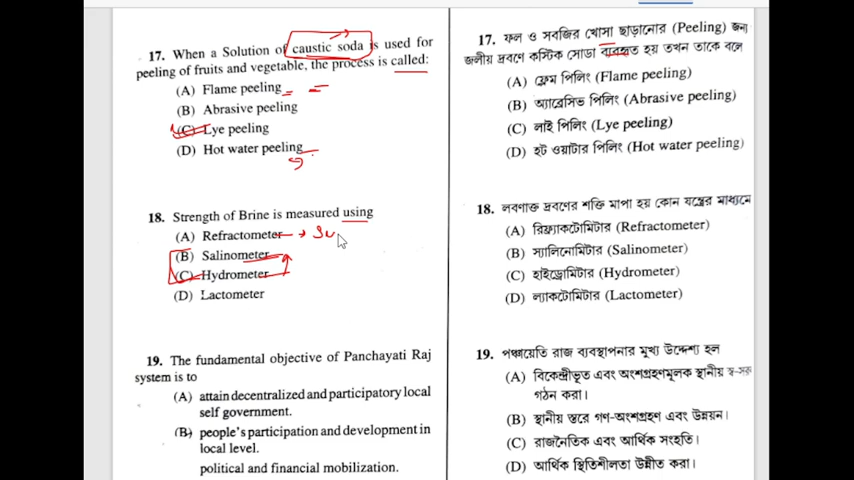 17. When a Solution of caustic soda is used for
peeling of fruits and vegetable, the process is called:
(A) Flame peeling
(B) Abrasive peeling
(C) Lye peeling
(D) Hot water peeling
18. Strength of Brine is measured using
(A) Refractometer → Su
(B) Salinometer
(C) Hydrometer
(D) Lactometer
19. The fundamental objective of Panchayati Raj
system is to
(A) attain decentralized and participatory local
self government.
(B) people's participation and development in
local level.
political and financial mobilization.
17. ফল ও সবজির খোসা ছাড়ানোর (Peeling) জন্য
জলীয় দ্রবণে কস্টিক সোডা ব্যবহৃত হয় তখন তাকে বলে
(A) ফ্লেম পিলিং (Flame peeling)
(B) অ্যাব্রেসিভ পিলিং (Abrasive peeling)
(C) লাই পিলিং (Lye peeling)
(D) হট ওয়াটার পিলিং (Hot water peeling)
18. লবণাক্ত দ্রবণের শক্তি মাপা হয় কোন যন্ত্রের মাধ্যমে
(A) রিফ্র্যাকটোমিটার (Refractometer)
(B) স্যালিনোমিটার (Salinometer)
(C) হাইড্রোমিটার (Hydrometer)
(D) ল্যাকটোমিটার (Lactometer)
19. পঞ্চায়েতি রাজ ব্যবস্থাপনার মুখ্য উদ্দেশ্য হল
(A) বিকেন্দ্রীভূত এবং অংশগ্রহণমূলক স্থানীয়
গঠন করা।
(B) স্থানীয় স্তরে গণ-অংশগ্রহণ এবং উন্নয়ন।
(C) রাজনৈতিক এবং আর্থিক সংহতি।
(D) আর্থিক স্থিতিশীলতা উন্নীত করা।